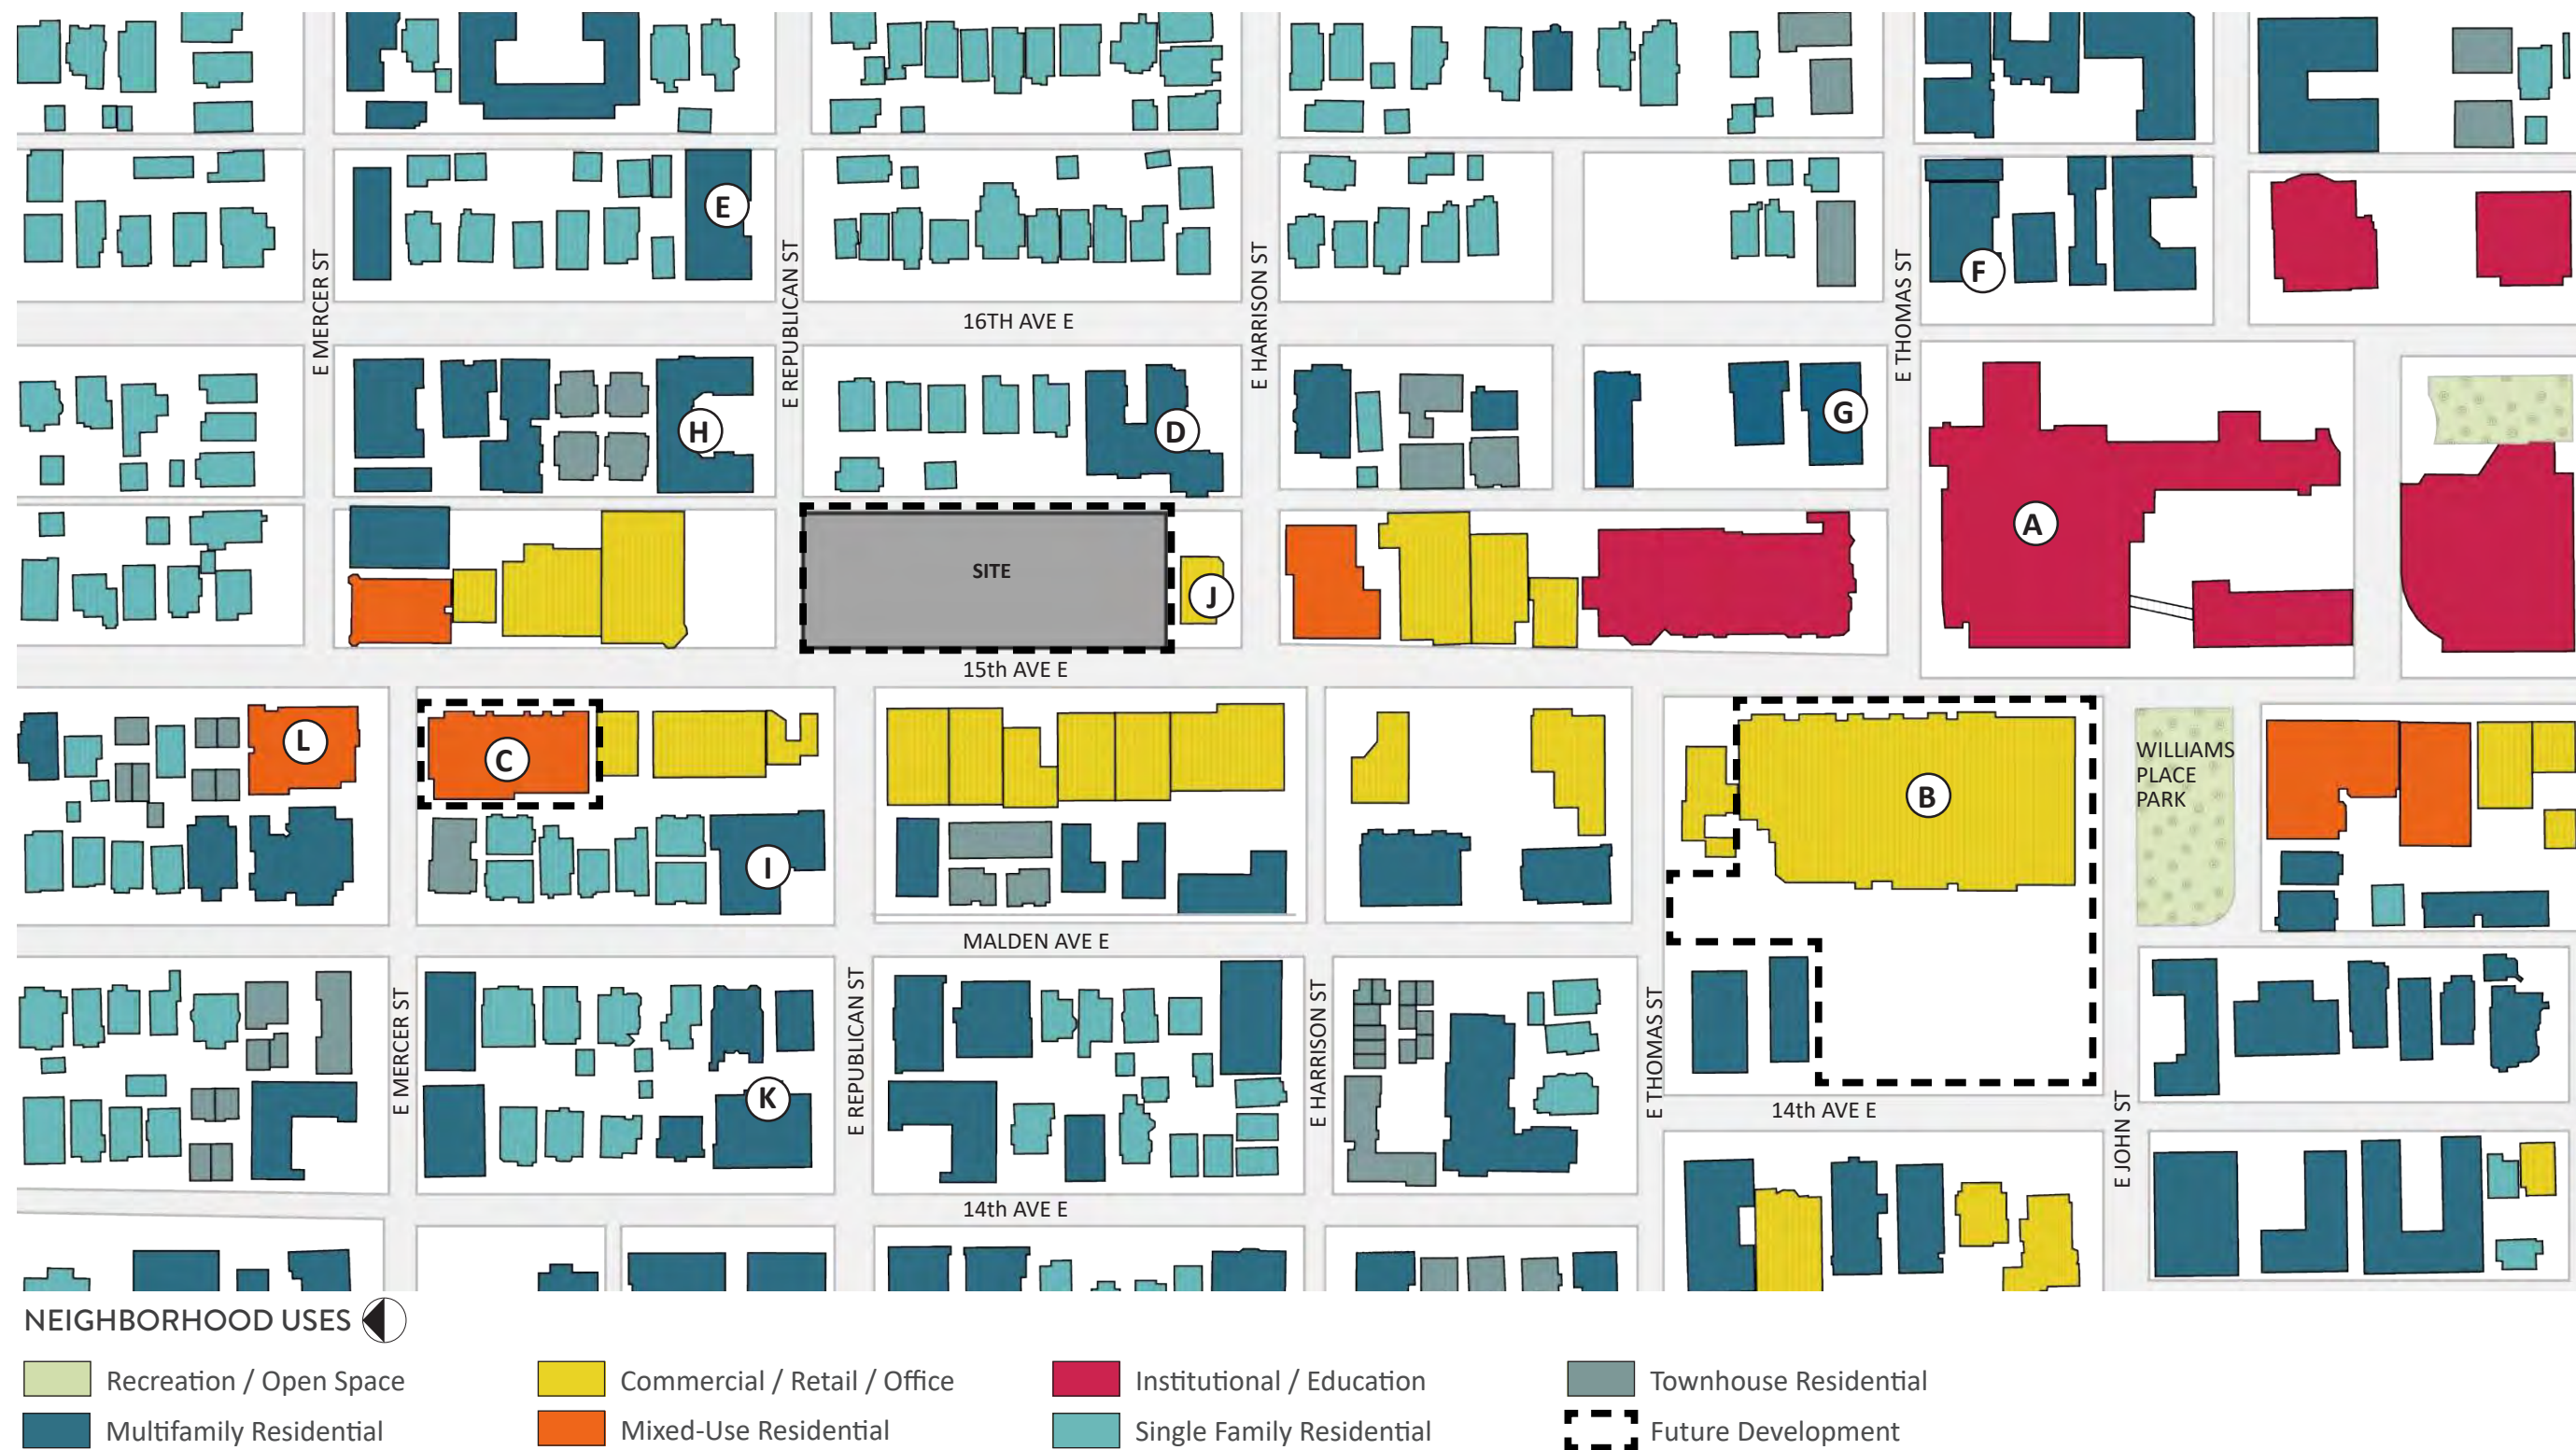 E
F
E MERCER ST
E REPUBLICAN ST
E HARRISON ST
E THOMAS ST
16TH AVE E
H
D
G
A
SITE
J
15th AVE E
L
C
I
B
WILLIAMS
PLACE
PARK
MALDEN AVE E
E MERCER ST
K
E REPUBLICAN ST
E HARRISON ST
E THOMAS ST
14th AVE E
E JOHN ST
14th AVE E
NEIGHBORHOOD USES
Recreation / Open Space
Commercial / Retail / Office
Institutional / Education
Townhouse Residential
Multifamily Residential
Mixed-Use Residential
Single Family Residential
Future Development